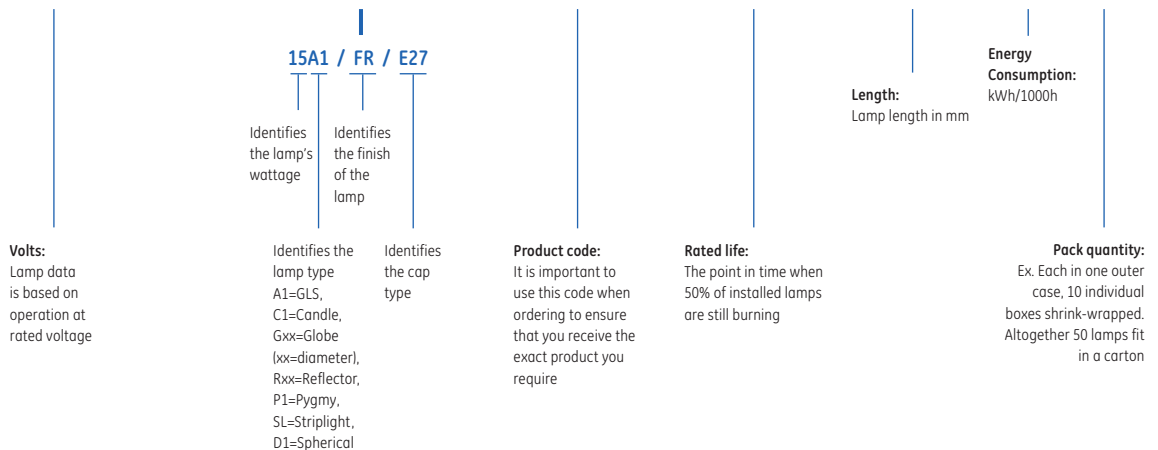 15A1 / FR / E27
Identifies
the lamp's
wattage
Identifies
the finish
of the
lamp
Length:
Lamp length in mm
Energy
Consumption:
kWh/1000h
Volts:
Lamp data
is based on
operation at
rated voltage
Identifies the
lamp type
A1=GLS,
C1=Candle,
Gxx=Globe
(xx=diameter),
Rxx=Reflector,
P1=Pygmy,
SL=Striplight,
D1=Spherical
Identifies
the cap
type
Product code:
It is important to
use this code when
ordering to ensure
that you receive the
exact product you
require
Rated life:
The point in time when
50% of installed lamps
are still burning
Pack quantity:
Ex. Each in one outer
case, 10 individual
boxes shrink-wrapped.
Altogether 50 lamps fit
in a carton